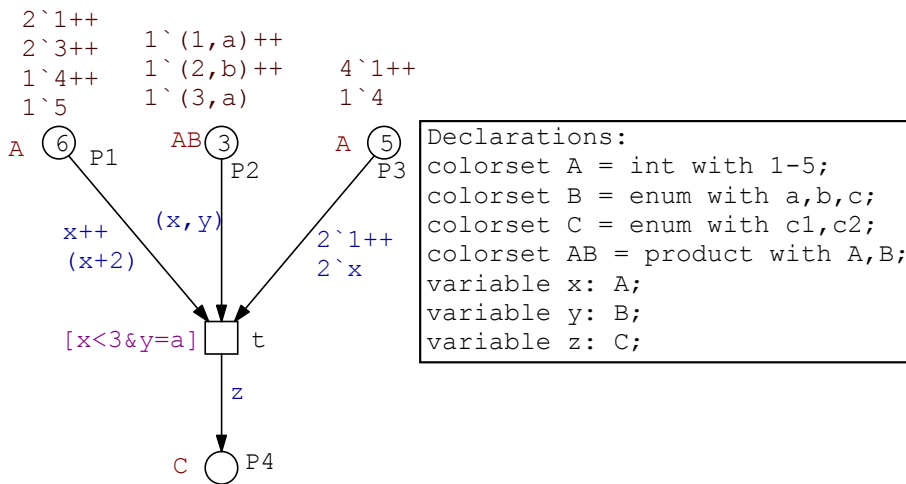 2`1++
2`3++
1`4++
1`5
1`(1,a)++
1`(2,b)++
1`(3,a)
4`1++
1`4
A
6
P1
AB
3
P2
A
5
P3
Declarations:
colorset A = int with 1-5;
colorset B = enum with a,b,c;
colorset C = enum with c1,c2;
colorset AB = product with A,B;
variable x: A;
variable y: B;
variable z: C;
x++
(x+2)
(x,y)
2`1++
2`x
[x<3&y=a]
t
z
C
P4